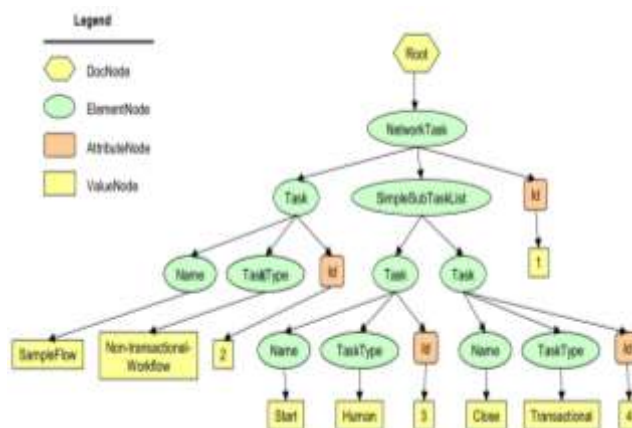 Legend
DocNode
ElementNode
AttributeNode
ValueNode
Root
NetworkTask
Task
SimpleSubTaskList
Id
1
Name
TaskType
Id
Task
Task
SampleFlow
Non-transactional-
Workflow
2
Name
TaskType
Id
Name
TaskType
Id
Start
Human
3
Close
Transactional
4